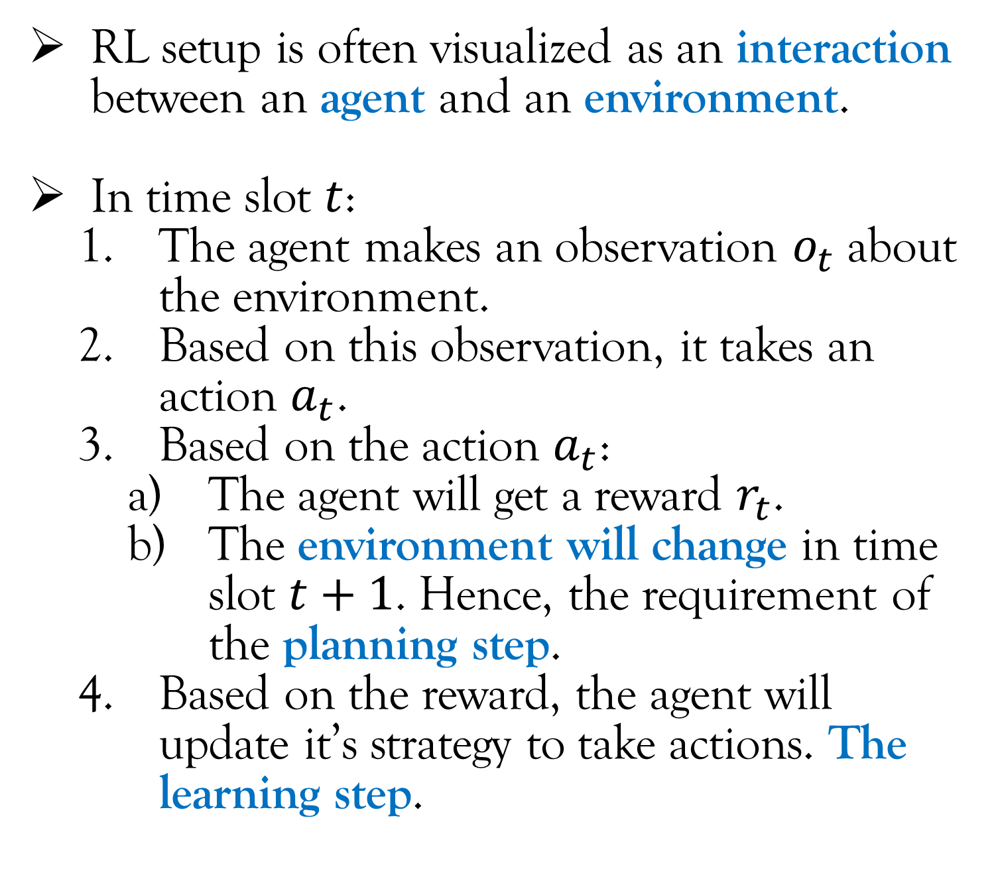 ➢ RL setup is often visualized as an interaction
between an agent and an environment.
➢ In time slot t:
1. The agent makes an observation oₜ about
the environment.
2. Based on this observation, it takes an
action aₜ.
3. Based on the action aₜ:
a) The agent will get a reward rₜ.
b) The environment will change in time
slot t + 1. Hence, the requirement of
the planning step.
4. Based on the reward, the agent will
update it’s strategy to take actions. The
learning step.